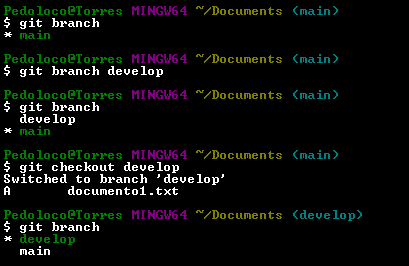 Pedoloco@Torres MINGW64 ~/Documents (main)
$ git branch
* main
Pedoloco@Torres MINGW64 ~/Documents (main)
$ git branch develop
Pedoloco@Torres MINGW64 ~/Documents (main)
$ git branch
develop
* main
Pedoloco@Torres MINGW64 ~/Documents (main)
$ git checkout develop
Switched to branch 'develop'
A documento1.txt
Pedoloco@Torres MINGW64 ~/Documents (develop)
$ git branch
* develop
main